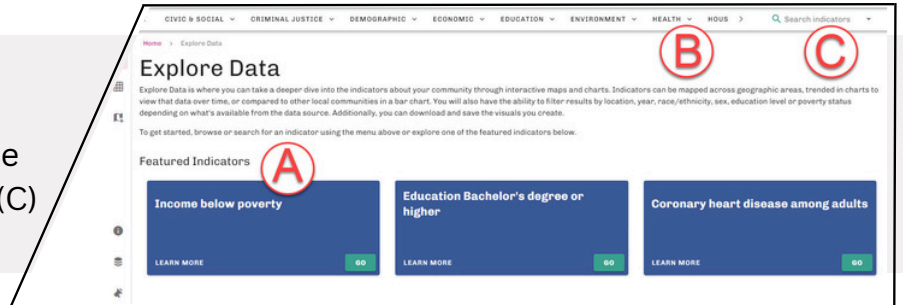 CIVIC & SOCIAL CRIMINAL JUSTICE DEMOGRAPHIC ECONOMIC EDUCATION ENVIRONMENT HEALTH HOUS > Search indicators
Home > Explore Data
B
C
Explore Data
Explore Data is where you can take a deeper dive into the indicators about your community through interactive maps and charts. Indicators can be mapped across geographic areas, trended in charts to
view that data over time, or compared to other local communities in a bar chart. You will also have the ability to filter results by location, year, race/ethnicity, sex, education level or poverty status
depending on what's available from the data source. Additionally, you can download and save the visuals you create.
To get started, browse or search for an indicator using the menu above or explore one of the featured indicators below.
e
(C)
Featured Indicators
A
Income below poverty
LEARN MORE GO
Education Bachelor's degree or
higher
LEARN MORE GO
Coronary heart disease among adults
LEARN MORE GO